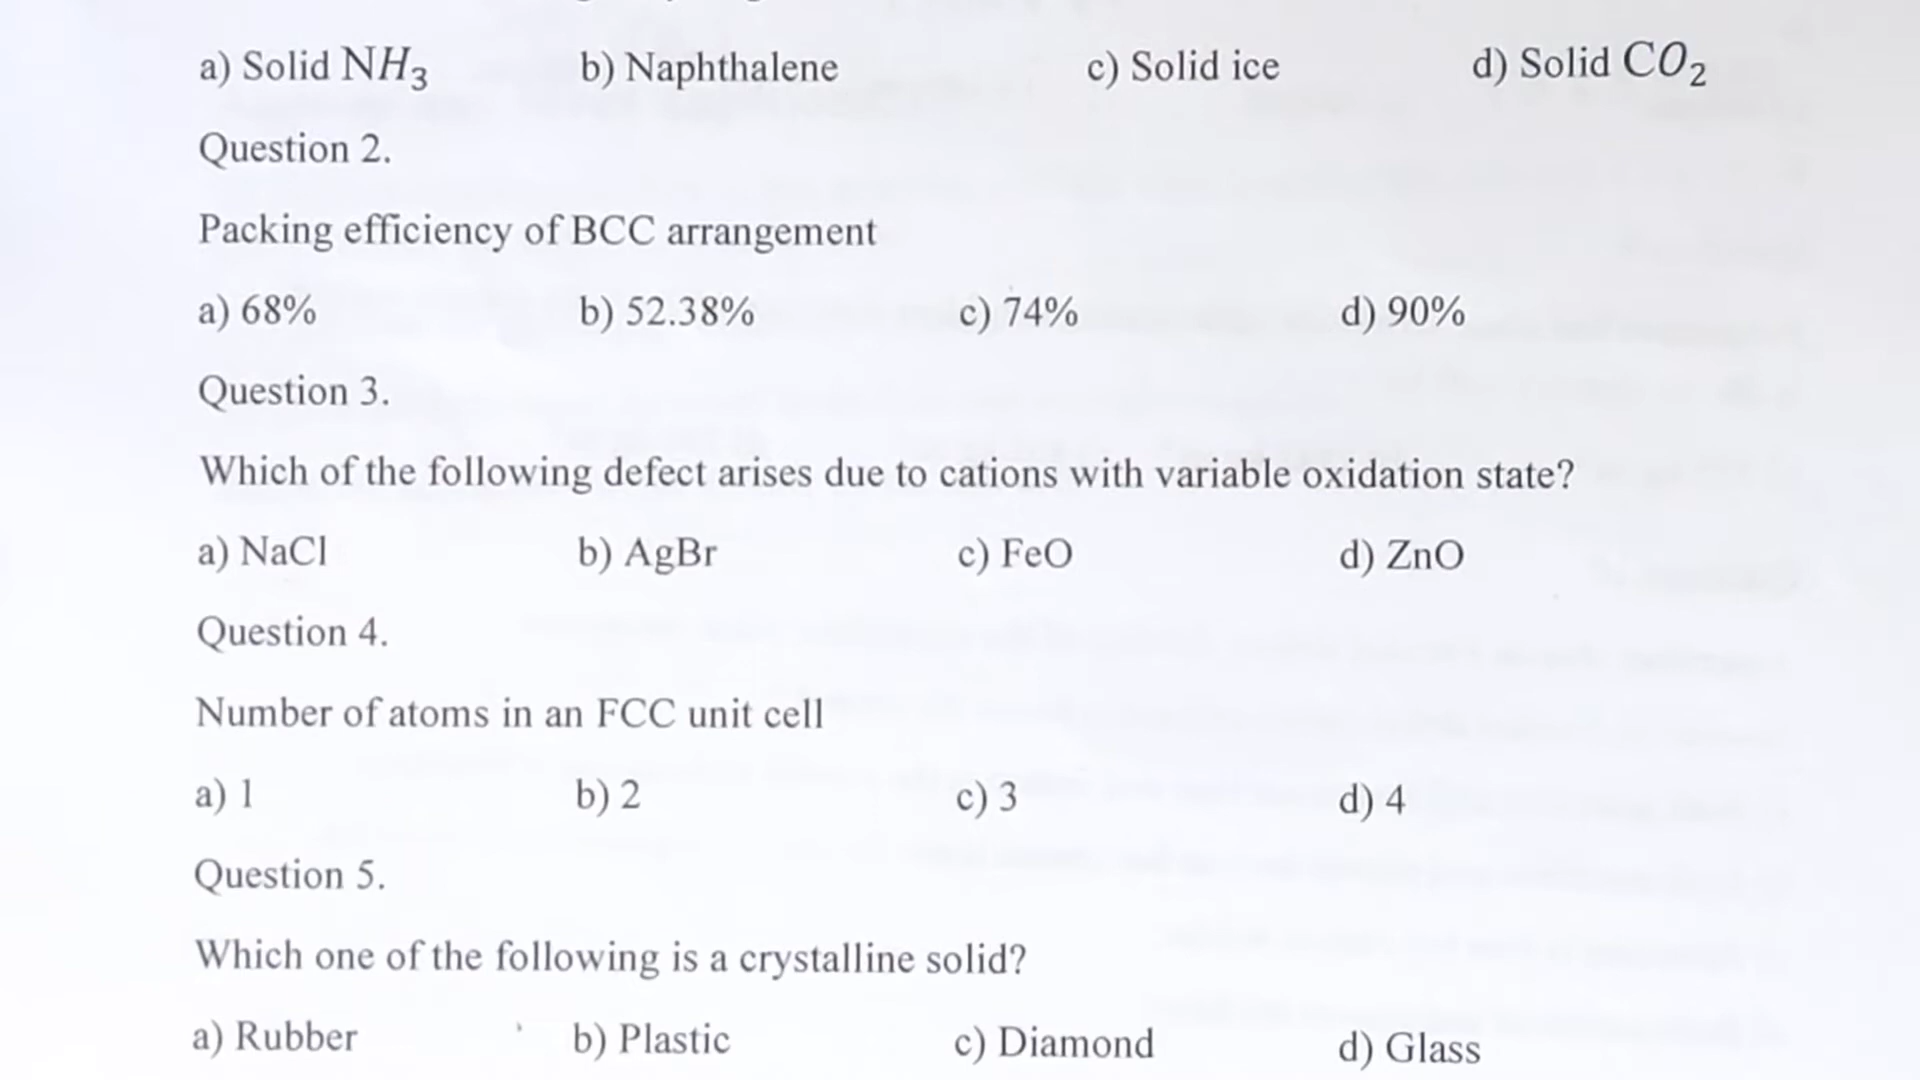 a) Solid NH3 b) Naphthalene c) Solid ice d) Solid CO2
Question 2.
Packing efficiency of BCC arrangement
a) 68% b) 52.38% c) 74% d) 90%
Question 3.
Which of the following defect arises due to cations with variable oxidation state?
a) NaCl b) AgBr c) FeO d) ZnO
Question 4.
Number of atoms in an FCC unit cell
a) 1 b) 2 c) 3 d) 4
Question 5.
Which one of the following is a crystalline solid?
a) Rubber b) Plastic c) Diamond d) Glass